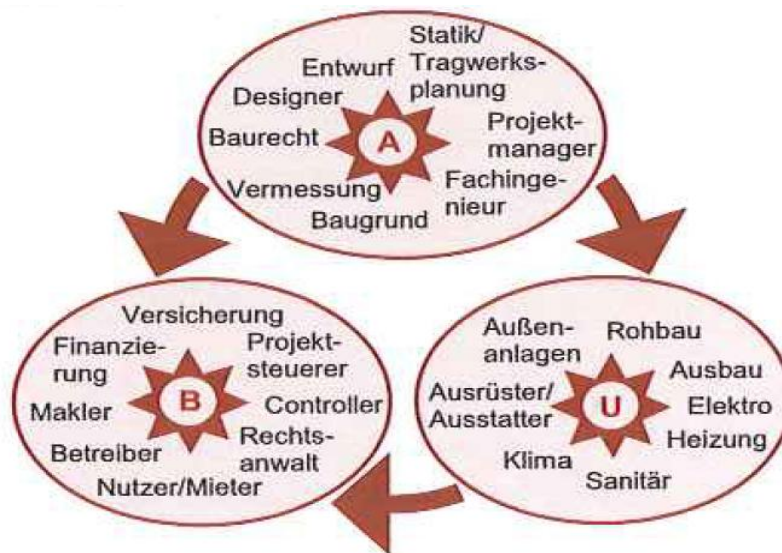 Statik/
Tragwerks-
planung
Entwurf
Designer
Baurecht
A
Projekt-
manager
Vermessung
Fachinge-
nieur
Baugrund
Versicherung
Finanzie-
rung
Projekt-
steuerer
Makler
B
Controller
Betreiber
Rechts-
anwalt
Nutzer/Mieter
Außen-
anlagen
Rohbau
Ausbau
Ausrüster/
Ausstatter
U
Elektro
Heizung
Klima
Sanitär